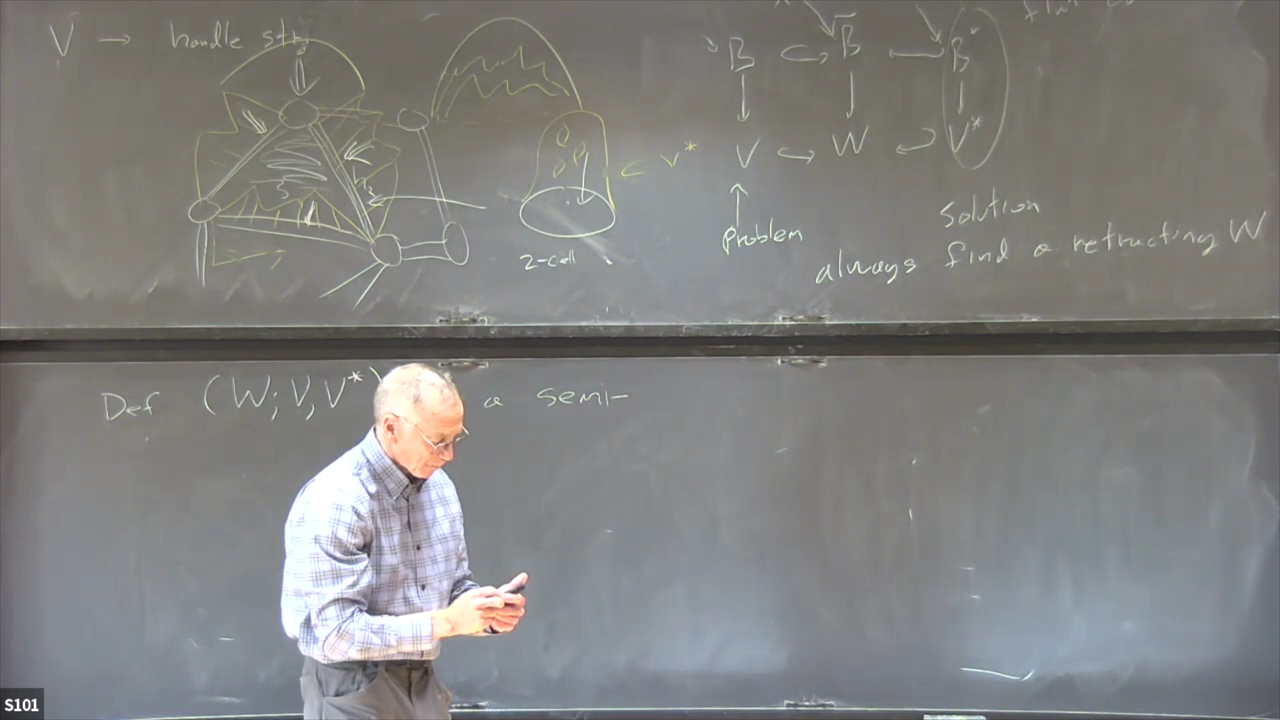 V → handle str
B ↪ B̄ ← B*
↓ ↓ ↓
V ↪ W ↩ V*
⊂ V*
2-cell
↑
Problem
Solution
always find a retracting W
Def (W; V, V*) a semi-
S101